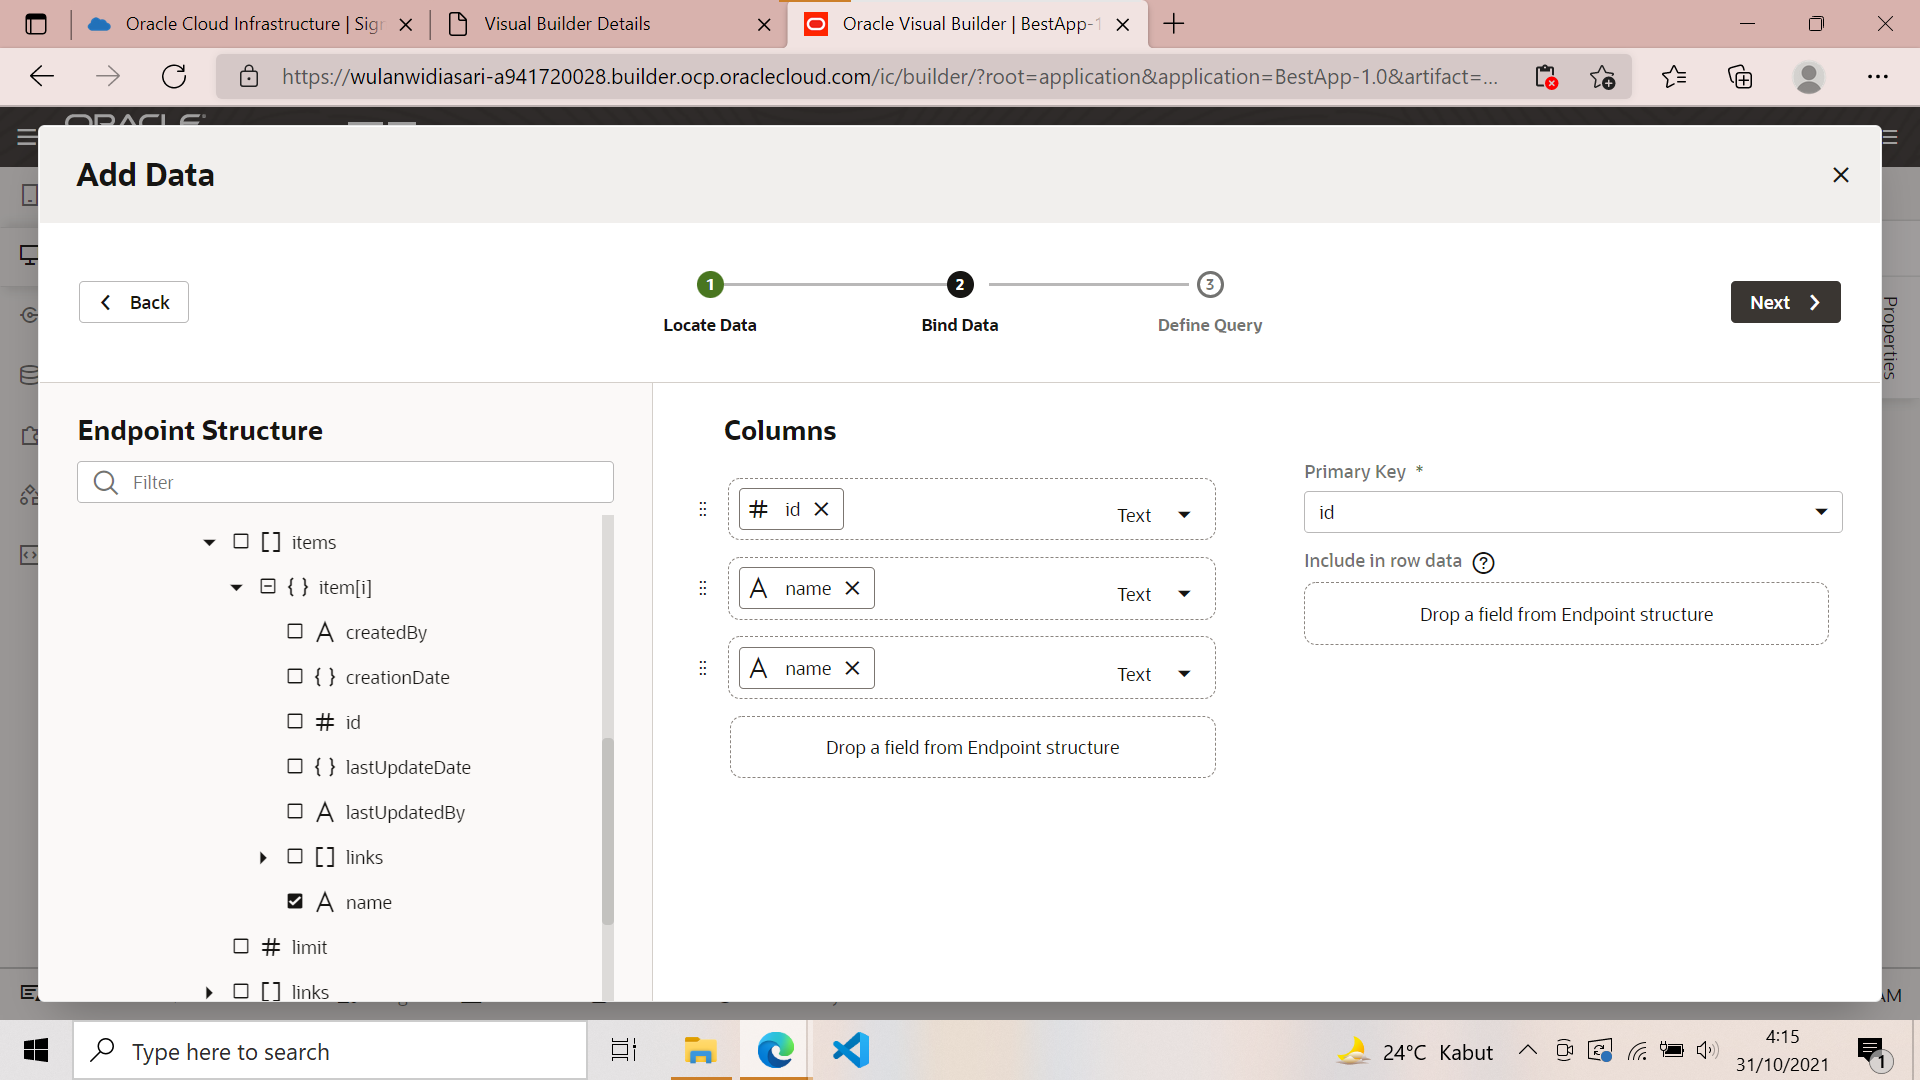 Oracle Cloud Infrastructure | Sign
Visual Builder Details
Oracle Visual Builder | BestApp-1
https://wulanwidiasari-a941720028.builder.ocp.oraclecloud.com/ic/builder/?root=application&application=BestApp-1.0&artifact=...
ORACLE
Add Data
Back
1
2
3
Locate Data
Bind Data
Define Query
Next
Properties
Endpoint Structure
Filter
items
item[i]
createdBy
creationDate
id
lastUpdateDate
lastUpdatedBy
links
name
limit
links
Columns
id
Text
name
Text
name
Text
Drop a field from Endpoint structure
Primary Key *
id
Include in row data
Drop a field from Endpoint structure
AM
Type here to search
24°C Kabut
4:15
31/10/2021
1